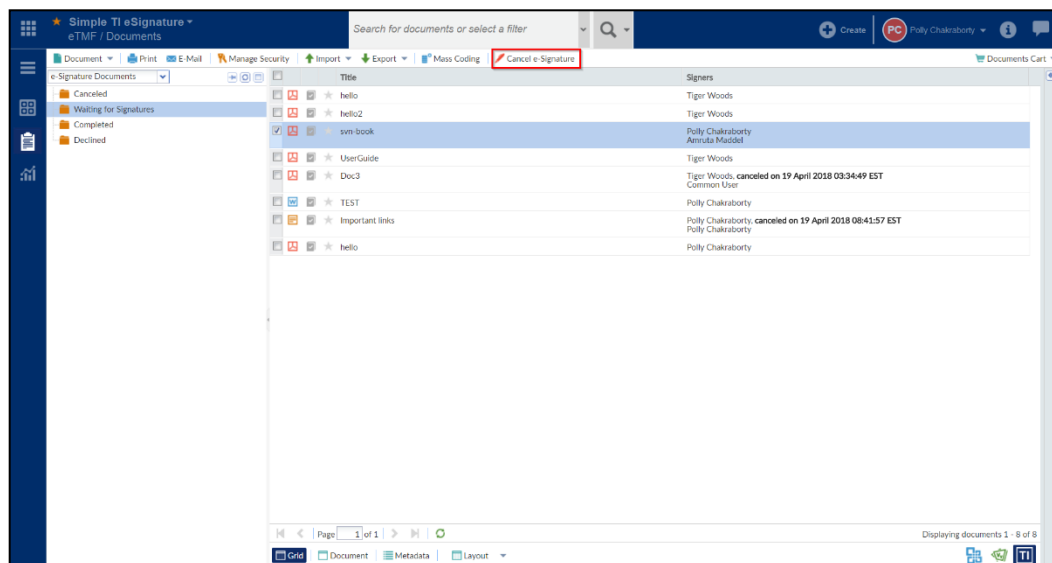 Simple TI eSignature
eTMF / Documents
Search for documents or select a filter
Create
PC
Polly Chakraborty
Document
Print
E-Mail
Manage Security
Import
Export
Mass Coding
Cancel e-Signature
Documents Cart
e-Signature Documents
Canceled
Waiting for Signatures
Completed
Declined
Title Signers
hello Tiger Woods
hello2 Tiger Woods
svn-book Polly Chakraborty
Amruta Maddel
UserGuide Tiger Woods
Doc3 Tiger Woods, canceled on 19 April 2018 03:34:49 EST
Common User
TEST Polly Chakraborty
Important links Polly Chakraborty, canceled on 19 April 2018 08:41:57 EST
Polly Chakraborty
hello Polly Chakraborty
Page 1 of 1
Displaying documents 1 - 8 of 8
Grid
Document
Metadata
Layout
TI